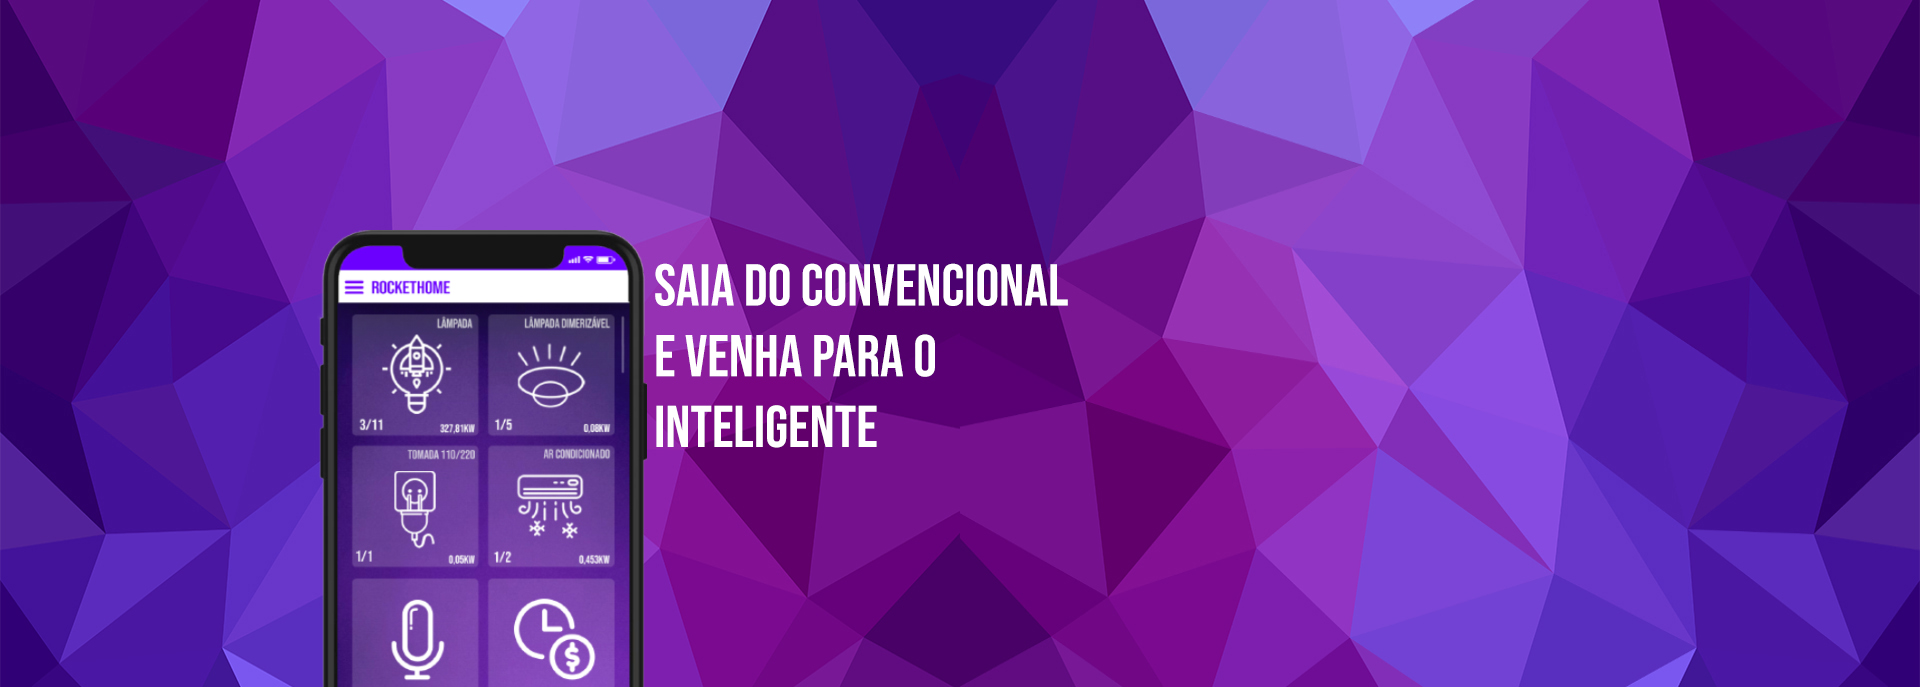 ROCKETHOME
LÂMPADA
3/11
327,81KW
LÂMPADA DIMERIZÁVEL
1/5
0,08KW
TOMADA 110/220
1/1
0,05KW
AR CONDICIONADO
1/2
0,453KW
$
SAIA DO CONVENCIONAL
E VENHA PARA O
INTELIGENTE